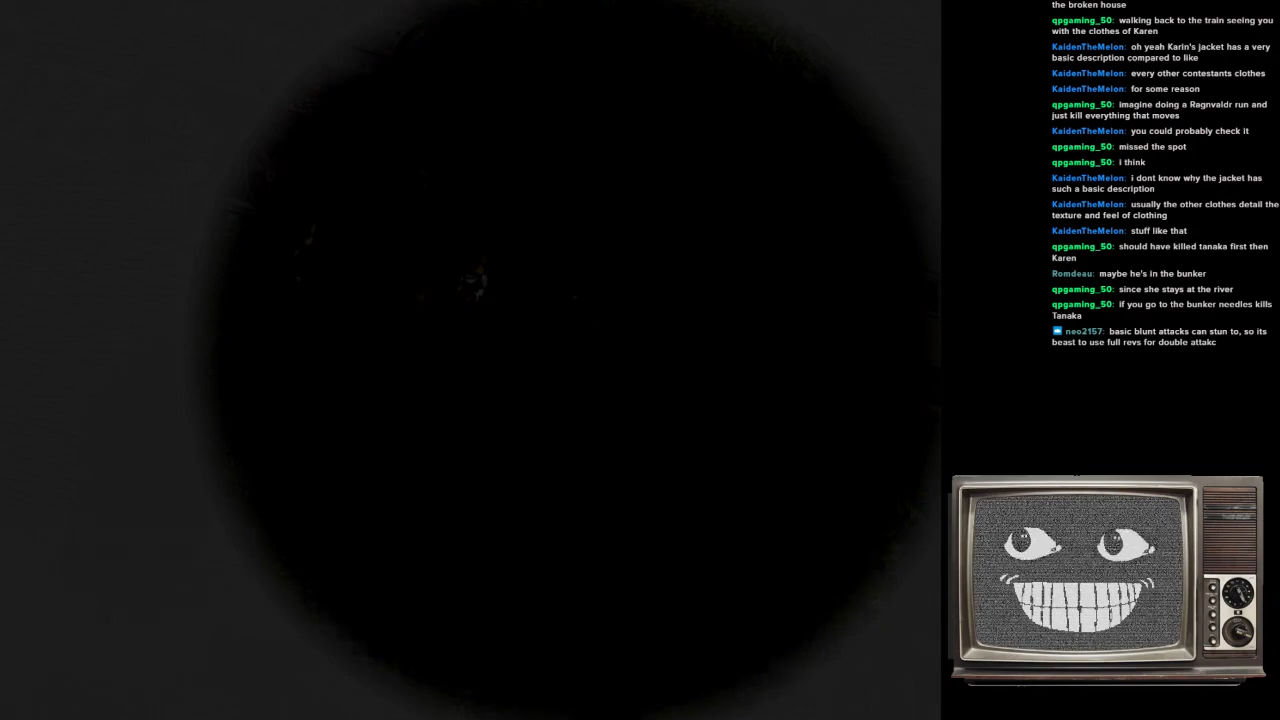 the broken house
qpgaming_50: walking back to the train seeing you
with the clothes of Karen
KaidenTheMelon: oh yeah Karin's jacket has a very
basic description compared to like
KaidenTheMelon: every other contestants clothes
KaidenTheMelon: for some reason
qpgaming_50: imagine doing a Ragnvaldr run and
just kill everything that moves
KaidenTheMelon: you could probably check it
qpgaming_50: missed the spot
qpgaming_50: i think
KaidenTheMelon: i dont know why the jacket has
such a basic description
KaidenTheMelon: usually the other clothes detail the
texture and feel of clothing
KaidenTheMelon: stuff like that
qpgaming_50: should have killed tanaka first then
Karen
Romdeau: maybe he's in the bunker
qpgaming_50: since she stays at the river
qpgaming_50: if you go to the bunker needles kills
Tanaka
neo2157: basic blunt attacks can stun to, so its
beast to use full revs for double attakc